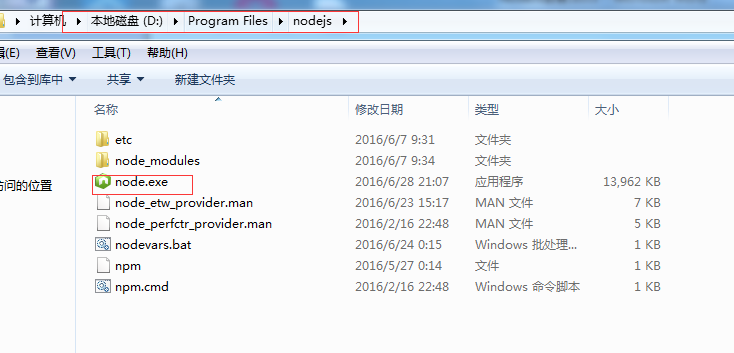 计算机 本地磁盘 (D:) Program Files nodejs
(E) 查看(V) 工具(T) 帮助(H)
包含到库中 共享 新建文件夹
名称 修改日期 类型 大小
etc 2016/6/7 9:31 文件夹
node_modules 2016/6/7 9:34 文件夹
node.exe 2016/6/28 21:07 应用程序 13,962 KB
node_etw_provider.man 2016/6/23 15:17 MAN 文件 7 KB
node_perfctr_provider.man 2016/2/16 22:48 MAN 文件 5 KB
nodevars.bat 2016/6/24 0:15 Windows 批处理... 1 KB
npm 2016/5/27 0:14 文件 1 KB
npm.cmd 2016/2/16 22:48 Windows 命令脚本 1 KB
问的位置